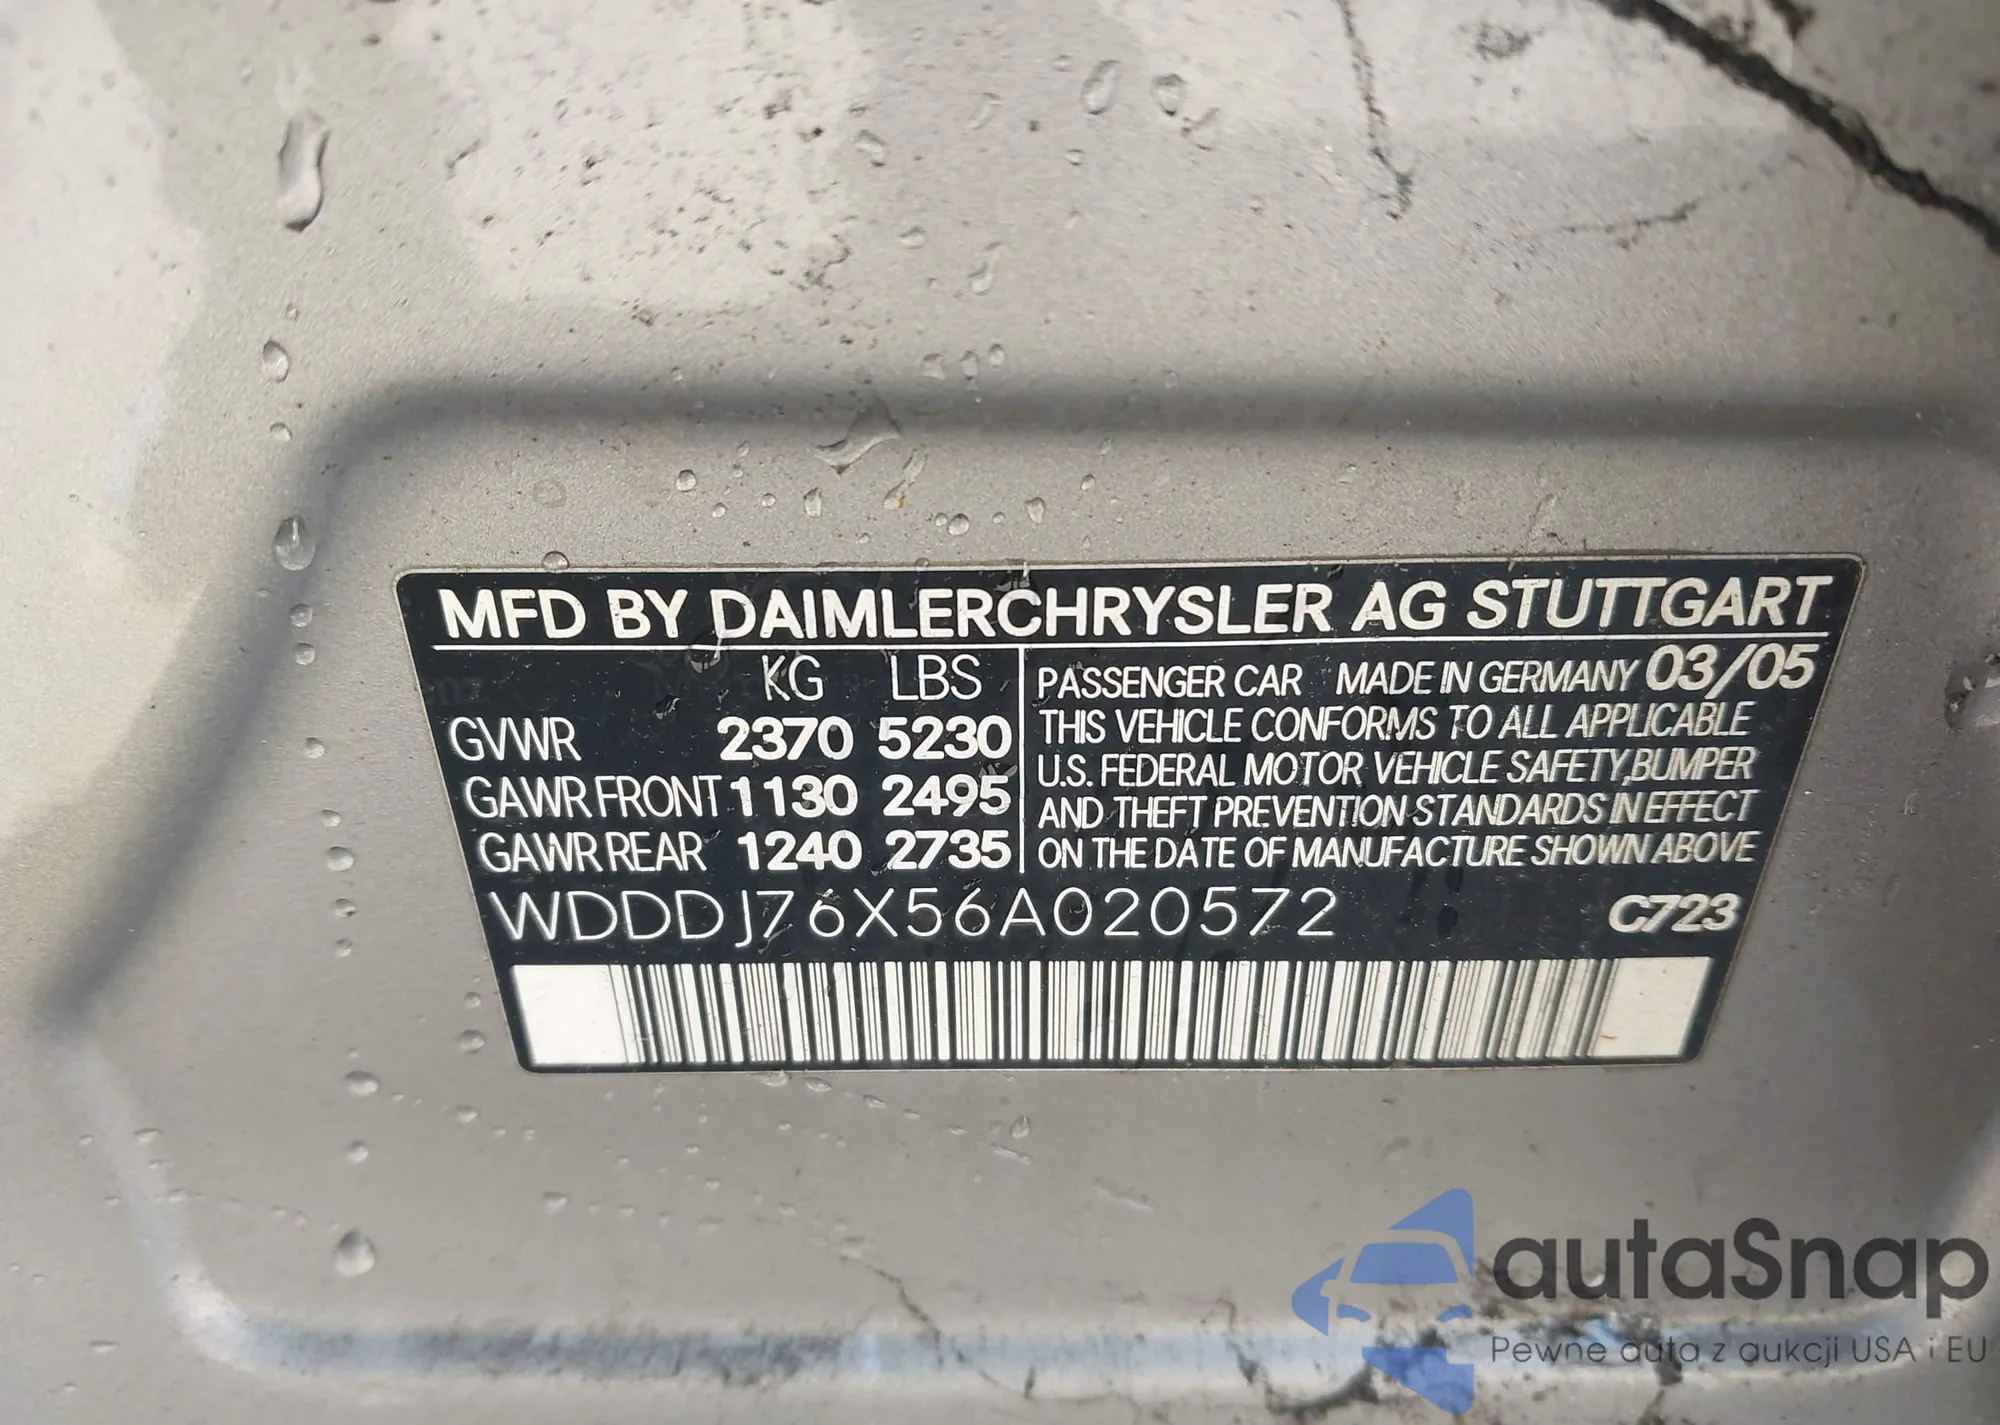 MFD BY DAIMLERCHRYSLER AG STUTTGART
KG LBS
GVWR 2370 5230
GAWR FRONT 1130 2495
GAWR REAR 1240 2735
PASSENGER CAR MADE IN GERMANY 03/05
THIS VEHICLE CONFORMS TO ALL APPLICABLE
U.S. FEDERAL MOTOR VEHICLE SAFETY, BUMPER
AND THEFT PREVENTION STANDARDS IN EFFECT
ON THE DATE OF MANUFACTURE SHOWN ABOVE
WDDDJ76X56A020572 C723
autaSnap
Pewne auta z aukcji USA i EU